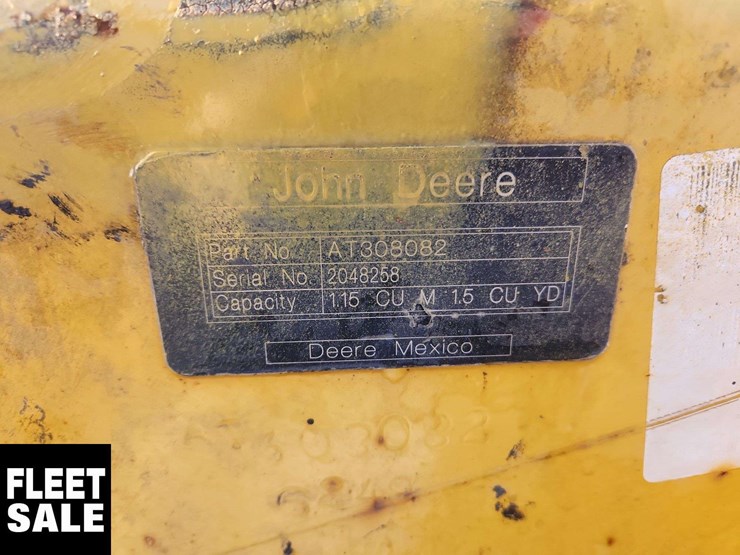 John Deere
Part No. AT308082
Serial No. 2048258
Capacity 1.15 CU M 1.5 CU YD
Deere Mexico
FLEET
SALE